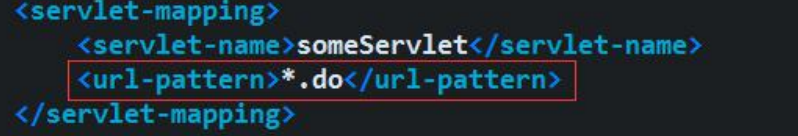 <servlet-mapping>
<servlet-name>someServlet</servlet-name>
<url-pattern>*.do</url-pattern>
</servlet-mapping>